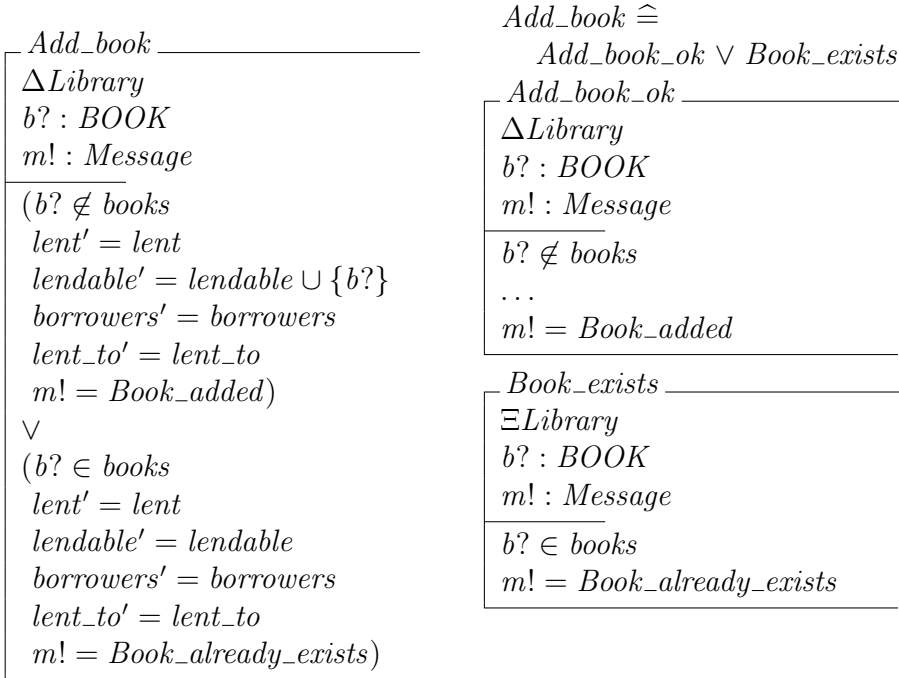 Add_book
ΔLibrary
b? : BOOK
m! : Message
(b? ∉ books
lent′ = lent
lendable′ = lendable ∪ {b?}
borrowers′ = borrowers
lent_to′ = lent_to
m! = Book_added)
∨
(b? ∈ books
lent′ = lent
lendable′ = lendable
borrowers′ = borrowers
lent_to′ = lent_to
m! = Book_already_exists)
Add_book ≙
Add_book_ok ∨ Book_exists
Add_book_ok
ΔLibrary
b? : BOOK
m! : Message
b? ∉ books
. . .
m! = Book_added
Book_exists
ΞLibrary
b? : BOOK
m! : Message
b? ∈ books
m! = Book_already_exists